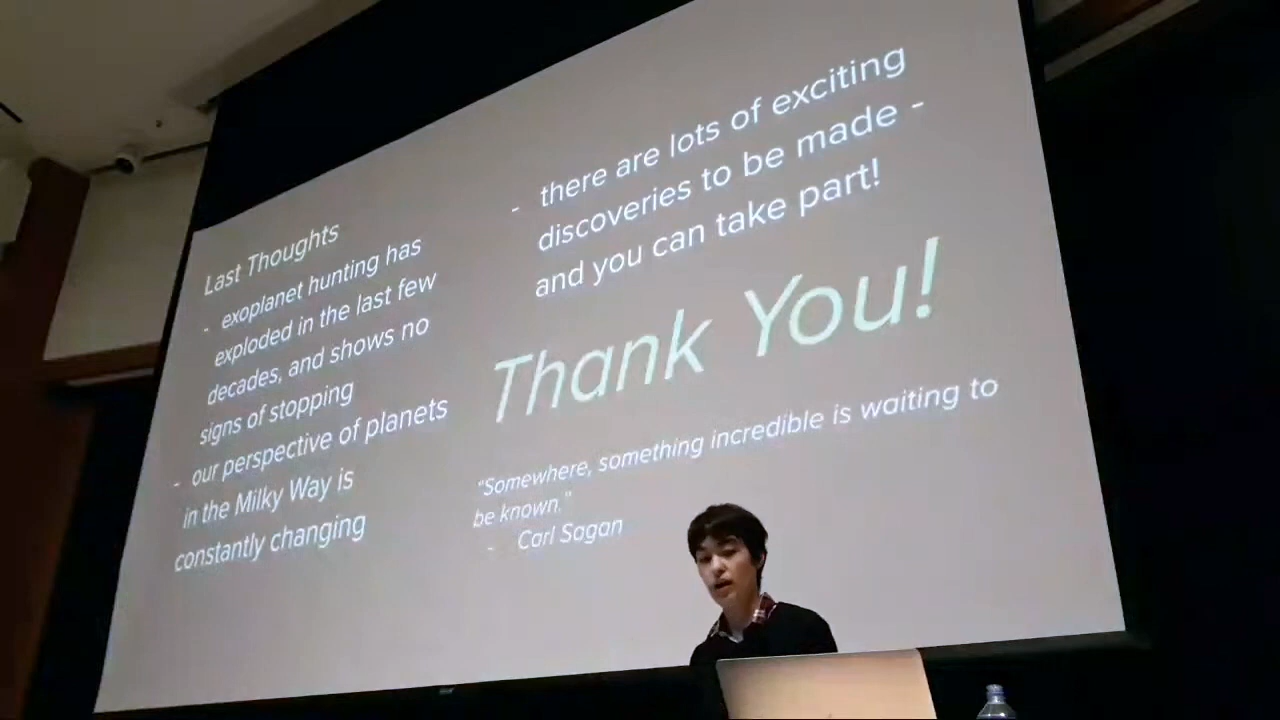 Last Thoughts
- exoplanet hunting has
exploded in the last few
decades, and shows no
signs of stopping
- our perspective of planets
in the Milky Way is
constantly changing
- there are lots of exciting
discoveries to be made -
and you can take part!
Thank You!
"Somewhere, something incredible is waiting to
be known."
- Carl Sagan